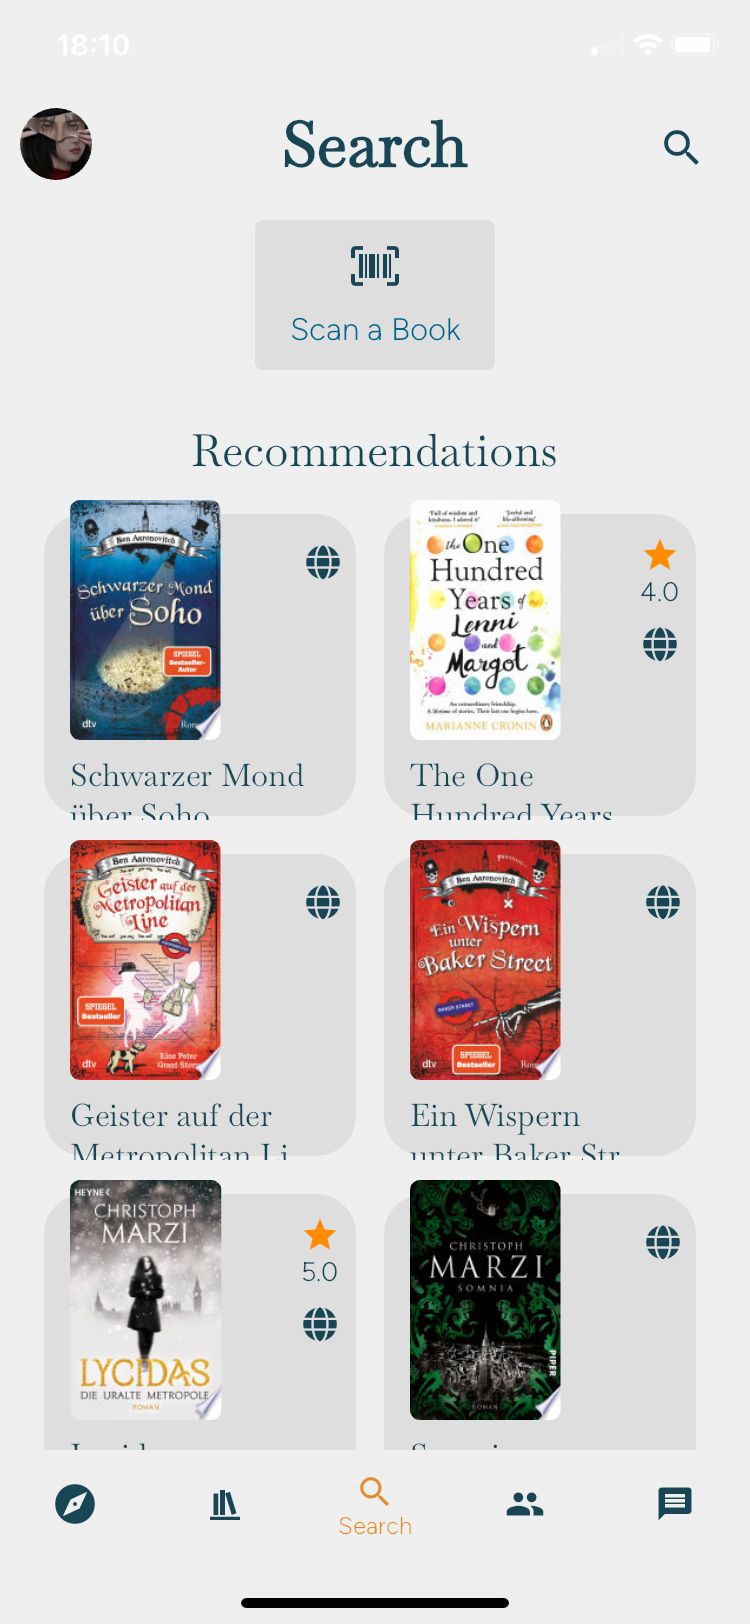 18:10
Search
Scan a Book
Recommendations
Ben Aaronovitch
Schwarzer Mond
über Soho
SPIEGEL
Bestseller-
Autor
dtv
Schwarzer Mond
über Soho
"Full of wisdom and
kindness. I adored it"
"Joyful and
life-affirming"
the One
Hundred
Years of
Lenni
and
Margot
An extraordinary friendship.
A lifetime of stories. Their last one begins here.
MARIANNE CRONIN
4.0
The One
Hundred Years
Ben Aaronovitch
Geister auf der
Metropolitan
Line
SPIEGEL
Bestseller
dtv
Eine Peter
Grant-Story
Geister auf der
Metropolitan Li
Ben Aaronovitch
Ein Wispern
unter
Baker Street
BAKER STREET
SPIEGEL
Bestseller
dtv
Ein Wispern
unter Baker Str
HEYNE
CHRISTOPH
MARZI
LYCIDAS
DIE URALTE METROPOLE
ROMAN
5.0
CHRISTOPH
MARZI
SOMNIA
PIPER
ROMAN
Search